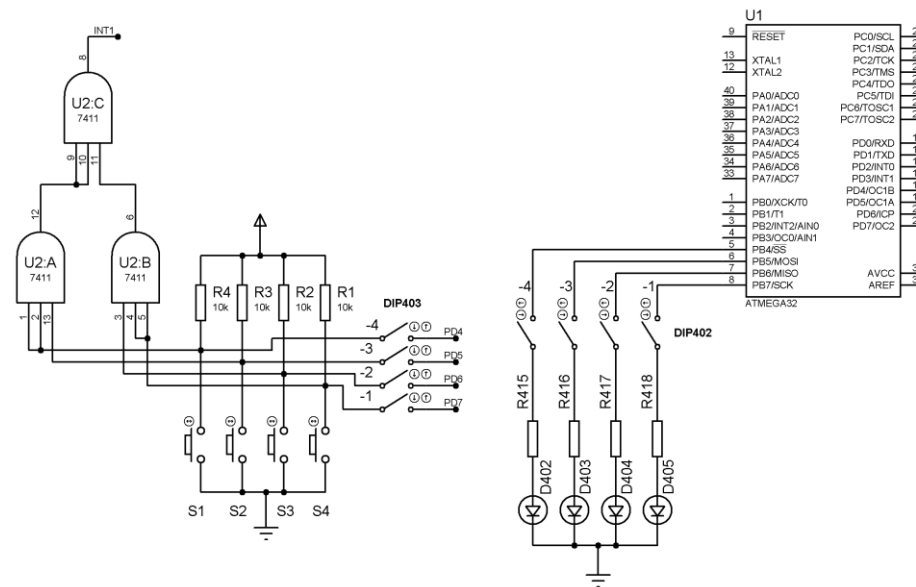 INT1
8
U2:C
7411
9
10
11
12
6
U2:A
7411
U2:B
7411
1
2
13
3
4
5
R4
10k
R3
10k
R2
10k
R1
10k
DIP403
-4
PD4
-3
PD5
-2
PD6
-1
PD7
S1
S2
S3
S4
U1
9 RESET
13 XTAL1
12 XTAL2
40 PA0/ADC0
39 PA1/ADC1
38 PA2/ADC2
37 PA3/ADC3
36 PA4/ADC4
35 PA5/ADC5
34 PA6/ADC6
33 PA7/ADC7
1 PB0/XCK/T0
2 PB1/T1
3 PB2/INT2/AIN0
4 PB3/OC0/AIN1
5 PB4/SS
6 PB5/MOSI
7 PB6/MISO
8 PB7/SCK
PC0/SCL
PC1/SDA
PC2/TCK
PC3/TMS
PC4/TDO
PC5/TDI
PC6/TOSC1
PC7/TOSC2
PD0/RXD
PD1/TXD
PD2/INT0
PD3/INT1
PD4/OC1B
PD5/OC1A
PD6/ICP
PD7/OC2
AVCC
AREF
ATMEGA32
-4
-3
-2
-1
DIP402
R415
R416
R417
R418
D402
D403
D404
D405